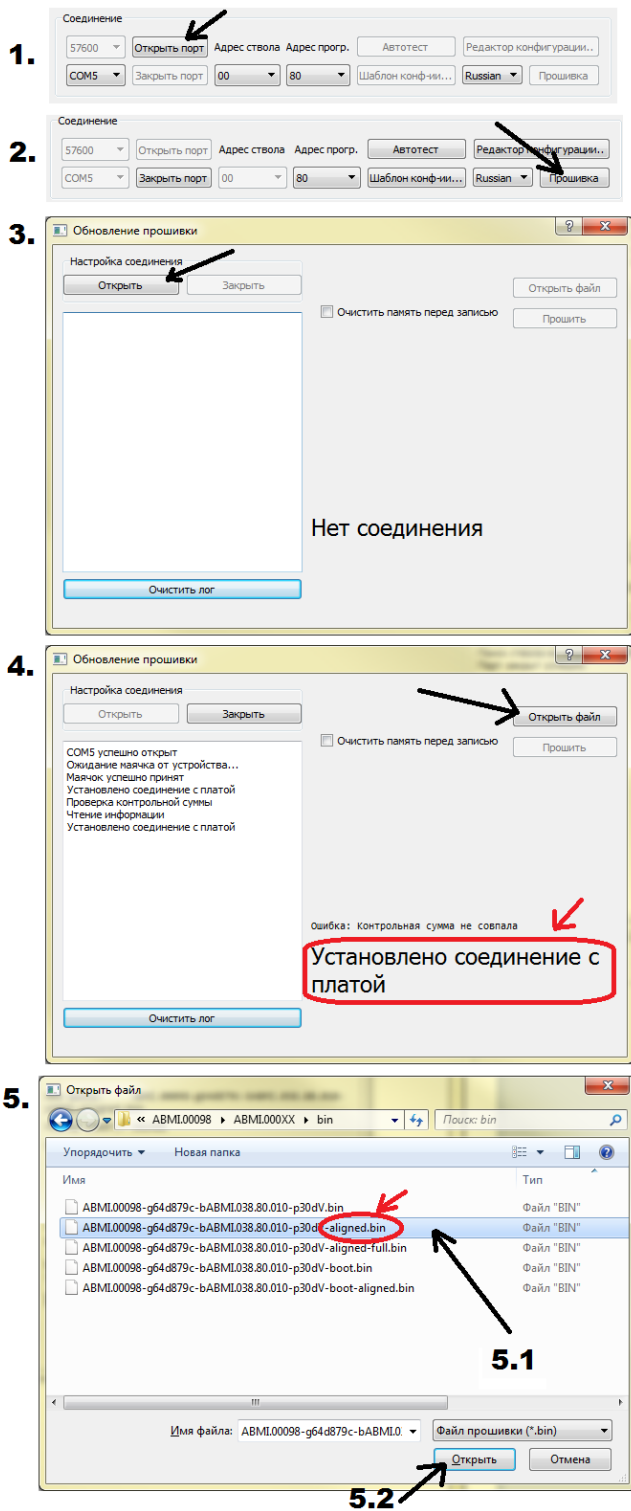 Соединение
1.
57600 Открыть порт Адрес ствола Адрес прогр. Автотест Редактор конфигурации..
COM5 Закрыть порт 00 80 Шаблон конф-ии... Russian Прошивка
Соединение
2.
57600 Открыть порт Адрес ствола Адрес прогр. Автотест Редактор конфигурации..
COM5 Закрыть порт 00 80 Шаблон конф-ии... Russian Прошивка
3.
Обновление прошивки
Настройка соединения
Открыть Закрыть Открыть файл
Очистить память перед записью Прошить
Нет соединения
Очистить лог
4.
Обновление прошивки
Настройка соединения
Открыть Закрыть Открыть файл
Очистить память перед записью Прошить
COM5 успешно открыт
Ожидание маячка от устройства...
Маячок успешно принят
Установлено соединение с платой
Проверка контрольной суммы
Чтение информации
Установлено соединение с платой
Ошибка: Контрольная сумма не совпала
Установлено соединение с
платой
Очистить лог
5.
Открыть файл
« ABMI.00098 ABMI.000XX bin Поиск: bin
Упорядочить Новая папка
Имя Тип
ABMI.00098-g64d879c-bABMI.038.80.010-p30dV.bin Файл "BIN"
ABMI.00098-g64d879c-bABMI.038.80.010-p30dV-aligned.bin Файл "BIN"
ABMI.00098-g64d879c-bABMI.038.80.010-p30dV-aligned-full.bin Файл "BIN"
ABMI.00098-g64d879c-bABMI.038.80.010-p30dV-boot.bin Файл "BIN"
ABMI.00098-g64d879c-bABMI.038.80.010-p30dV-boot-aligned.bin Файл "BIN"
5.1
Имя файла: ABMI.00098-g64d879c-bABMI.0. Файл прошивки (*.bin)
Открыть Отмена
5.2